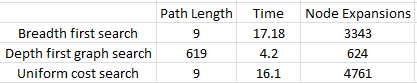 Path Length Time Node Expansions
Breadth first search 9 17.18 3343
Depth first graph search 619 4.2 624
Uniform cost search 9 16.1 4761